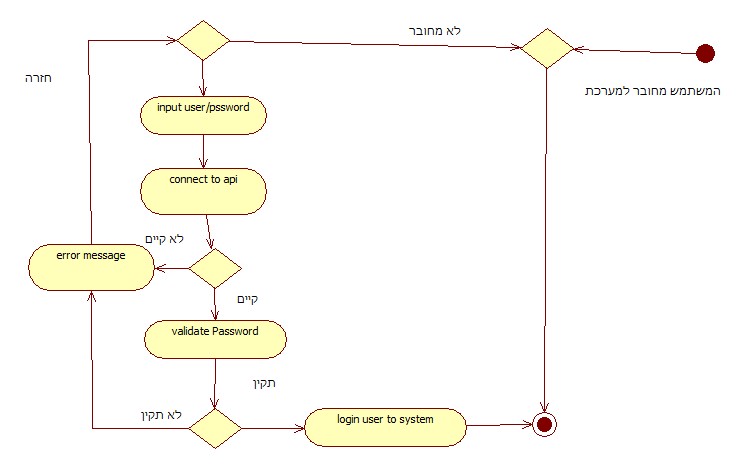 לא מחובר
חזרה
המשתמש מחובר למערכת
input user/pssword
connect to api
לא קיים
error message
קיים
validate Password
תקין
לא תקין
login user to system